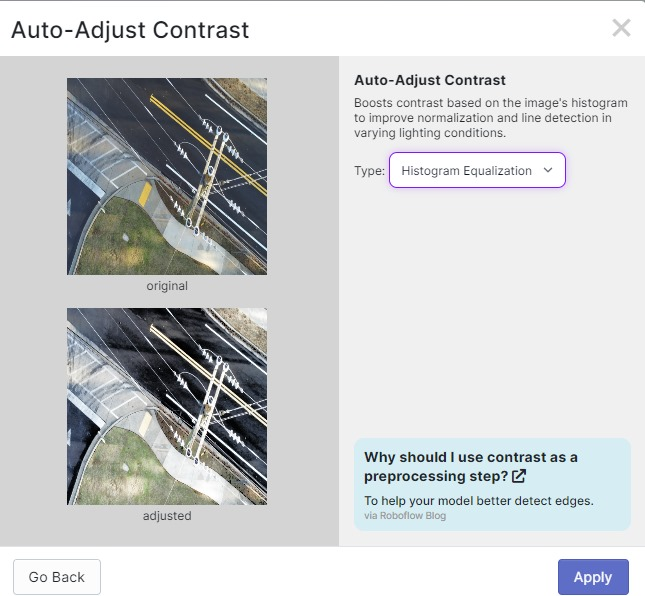 Auto-Adjust Contrast
original
adjusted
Auto-Adjust Contrast
Boosts contrast based on the image's histogram
to improve normalization and line detection in
varying lighting conditions.
Type: Histogram Equalization
Why should I use contrast as a
preprocessing step?
To help your model better detect edges.
via Roboflow Blog
Go Back
Apply